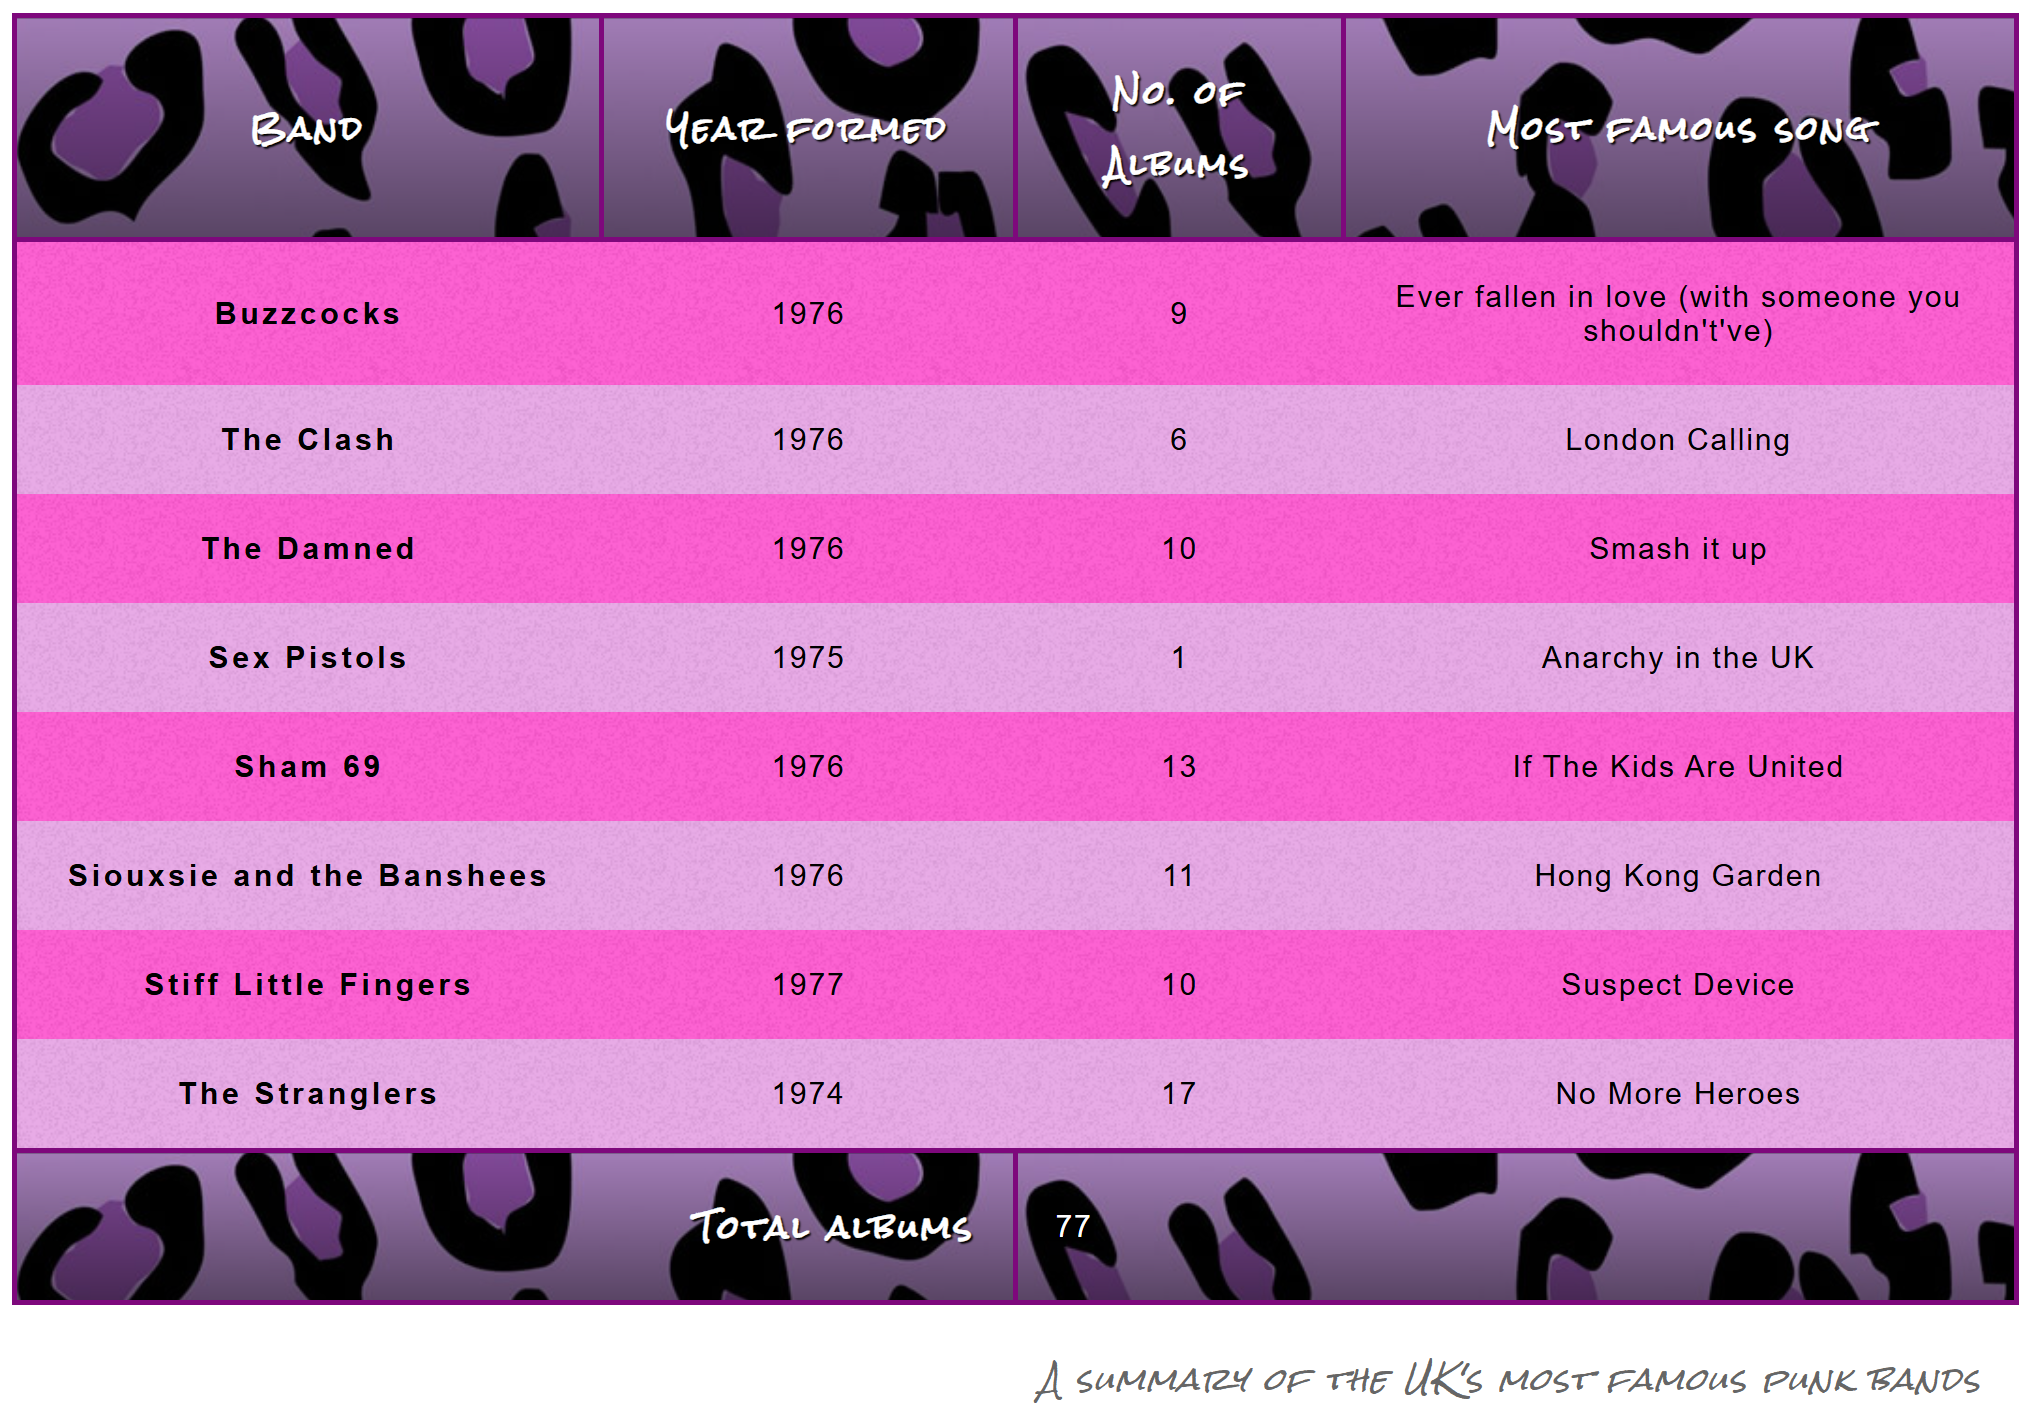 Band Year formed No. of Albums Most famous song
Buzzcocks 1976 9 Ever fallen in love (with someone you shouldn't've)
The Clash 1976 6 London Calling
The Damned 1976 10 Smash it up
Sex Pistols 1975 1 Anarchy in the UK
Sham 69 1976 13 If The Kids Are United
Siouxsie and the Banshees 1976 11 Hong Kong Garden
Stiff Little Fingers 1977 10 Suspect Device
The Stranglers 1974 17 No More Heroes
Total albums 77
A summary of the UK's most famous punk bands